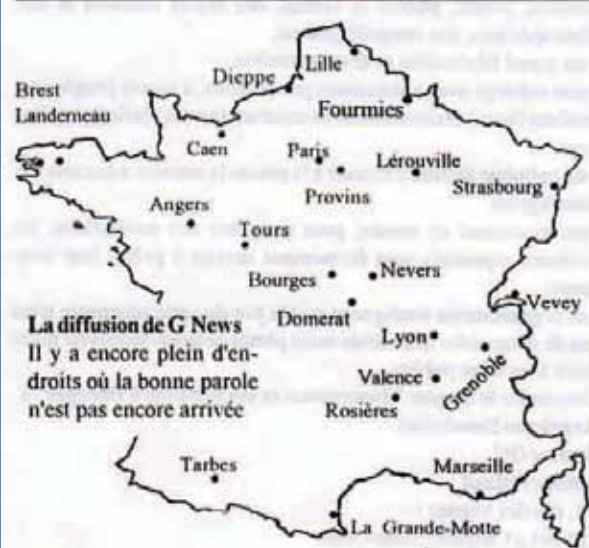 Lille
Dieppe
Brest
Landerneau
Fourmies
Caen
Paris
Lérouville
Provins
Strasbourg
Angers
Tours
Bourges
Nevers
Domerat
Vevey
Lyon
Grenoble
Valence
Rosières
La diffusion de G News
Il y a encore plein d'en-
droits où la bonne parole
n'est pas encore arrivée
Tarbes
Marseille
La Grande-Motte